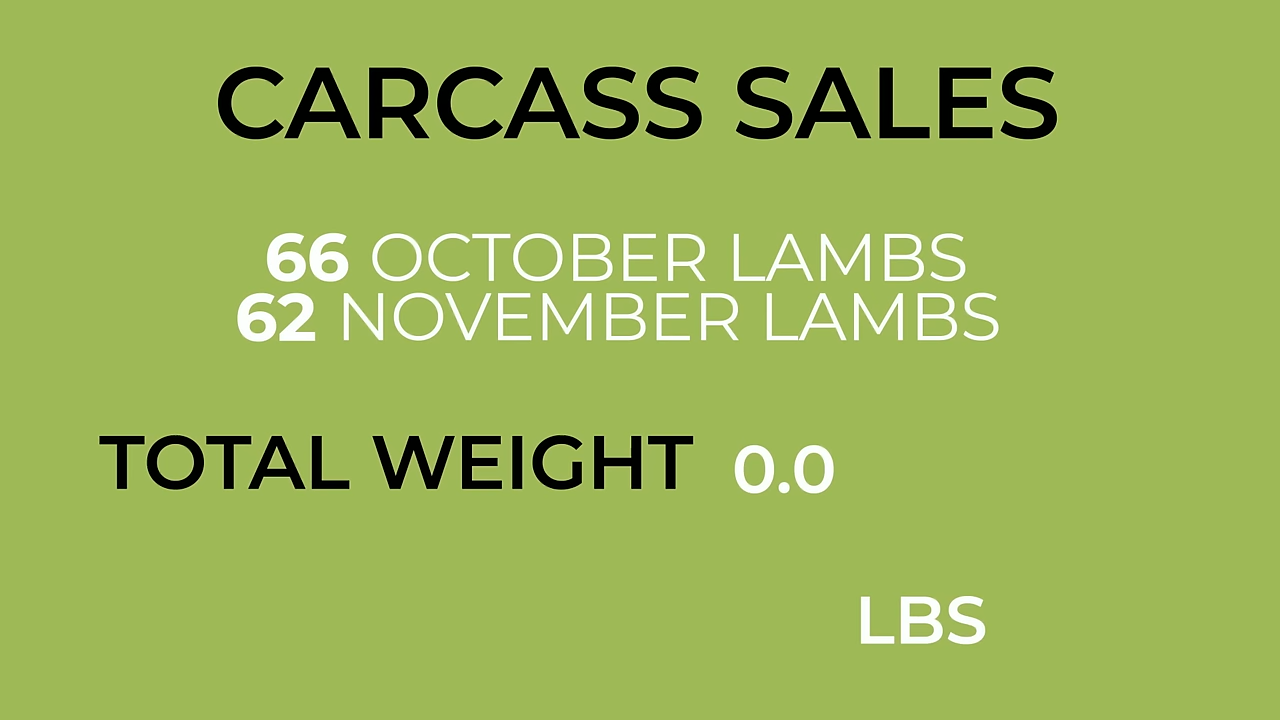 CARCASS SALES
66 OCTOBER LAMBS
62 NOVEMBER LAMBS
TOTAL WEIGHT 0.0
LBS